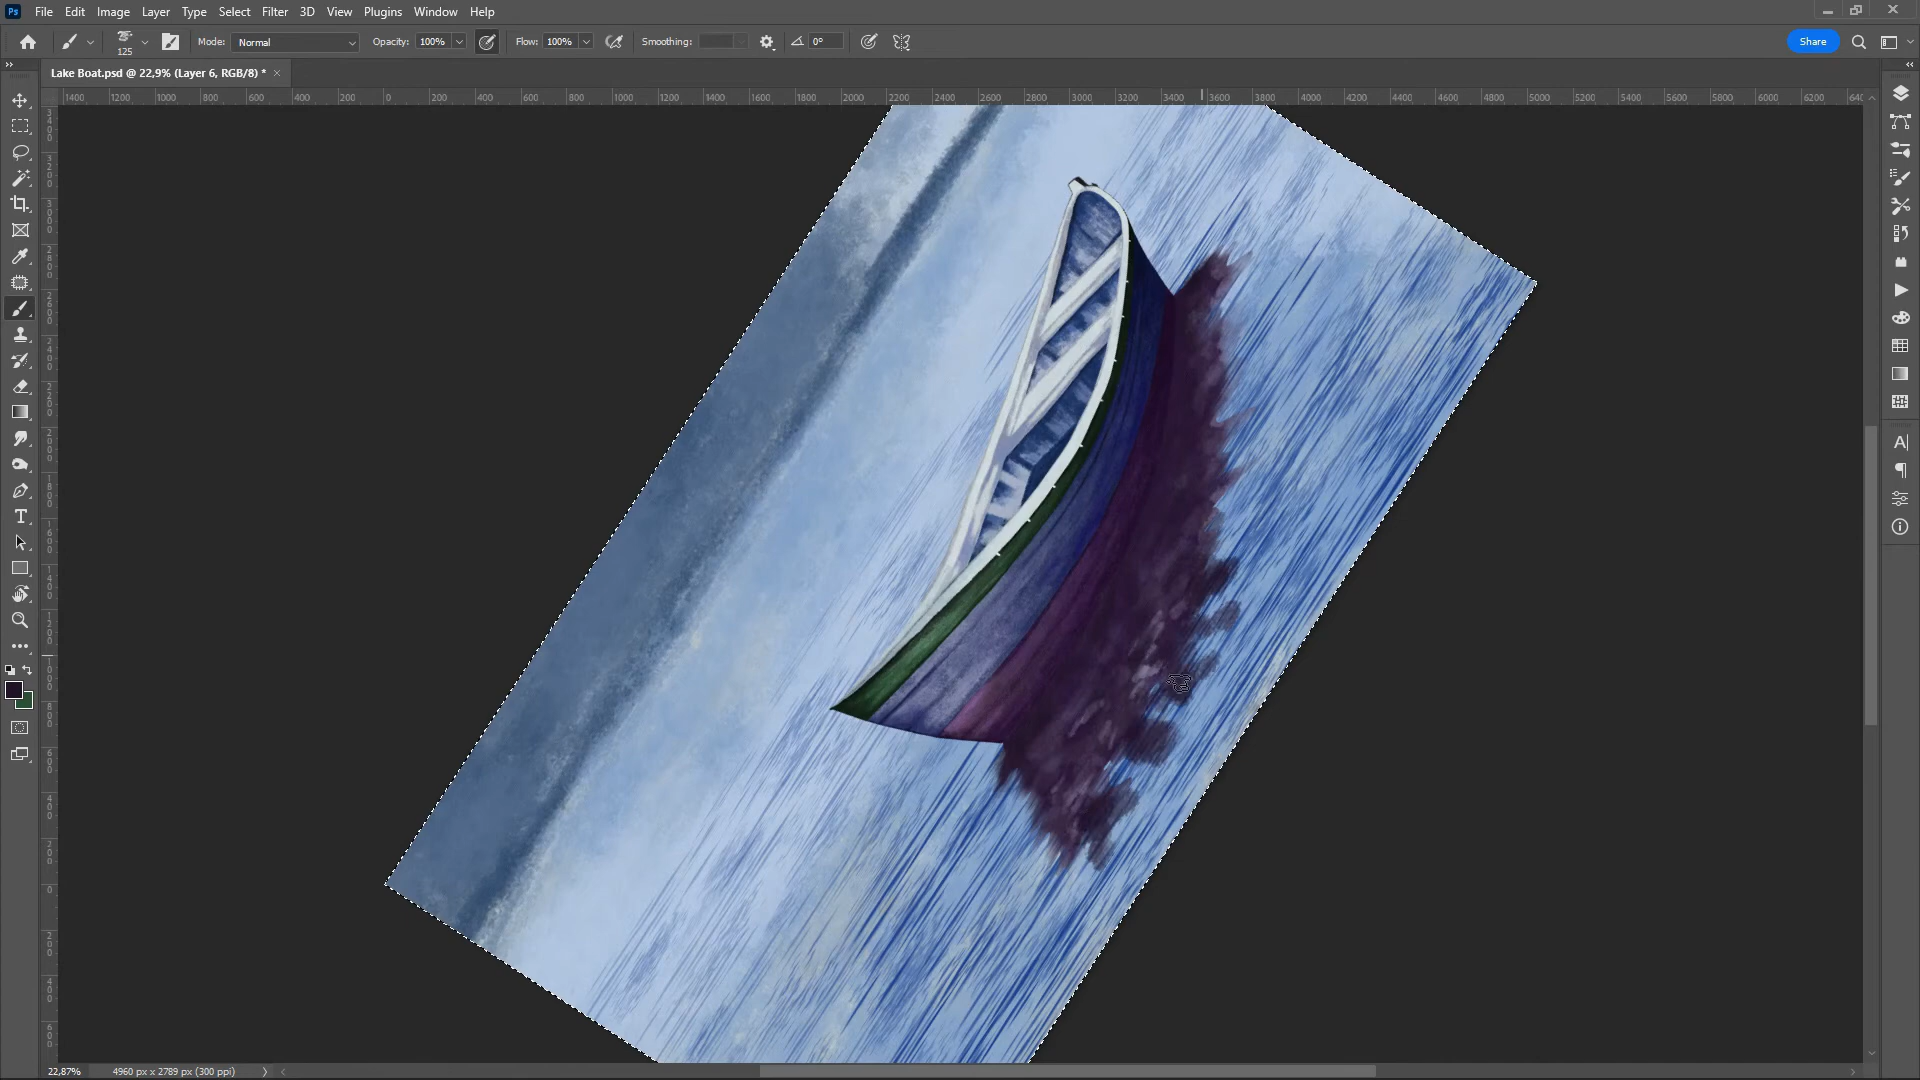 Ps File Edit Image Layer Type Select Filter 3D View Plugins Window Help
125 Mode: Normal Opacity: 100% Flow: 100% Smoothing: 0° Share
Lake Boat.psd @ 22,9% (Layer 6, RGB/8) *
1400 1200 1000 800 600 400 200 0 200 400 600 800 1000 1200 1400 1600 1800 2000 2200 2400 2600 2800 3000 3200 3400 3600 3800 4000 4200 4400 4600 4800 5000 5200 5400 5600 5800 6000 6200
22,87% 4960 px x 2789 px (300 ppi)